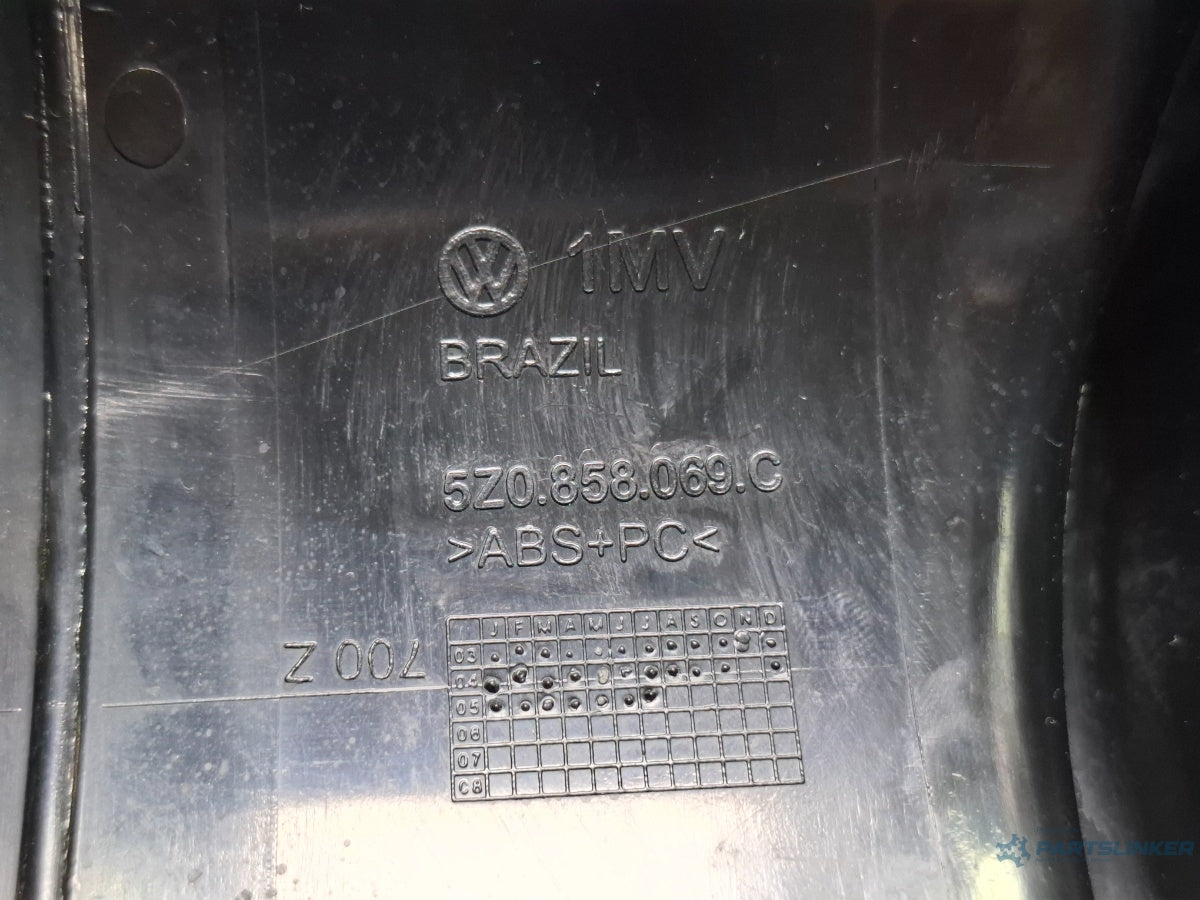 1MV
BRAZIL
5Z0.858.069.C
>ABS+PC<
Z 007
J F M A M J J A S O N D
03
04
05
06
07
08
PARTSLINKER